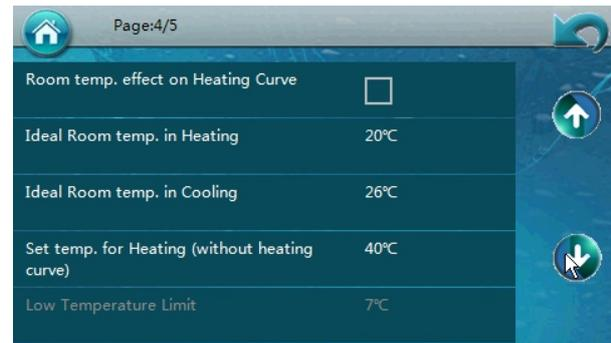 Page:4/5
Room temp. effect on Heating Curve
Ideal Room temp. in Heating 20℃
Ideal Room temp. in Cooling 26℃
Set temp. for Heating (without heating 40℃
curve)
Low Temperature Limit 7℃